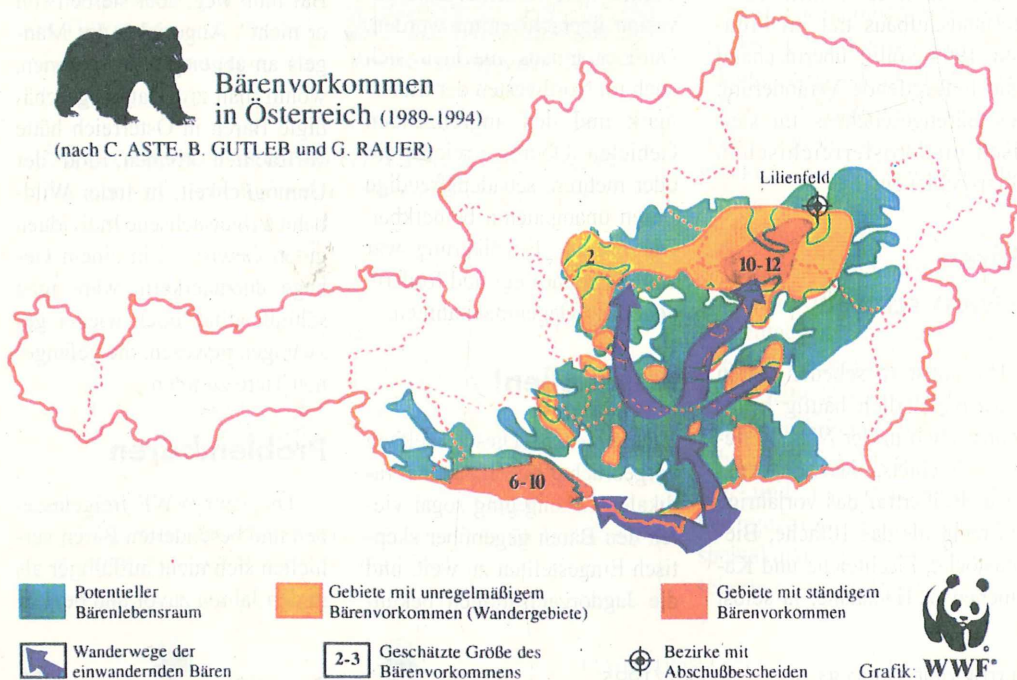 Bärenvorkommen
in Österreich (1989-1994)
(nach C. ASTE, B. GUTLEB und G. RAUER)
Lilienfeld
2
10-12
6-10
Potentieller
Bärenlebensraum
Gebiete mit unregelmäßigem
Bärenvorkommen (Wandergebiete)
Gebiete mit ständigem
Bärenvorkommen
Wanderwege der
einwandernden Bären
2-3
Geschätzte Größe des
Bärenvorkommens
Bezirke mit
Abschußbescheiden
Grafik:
WWF